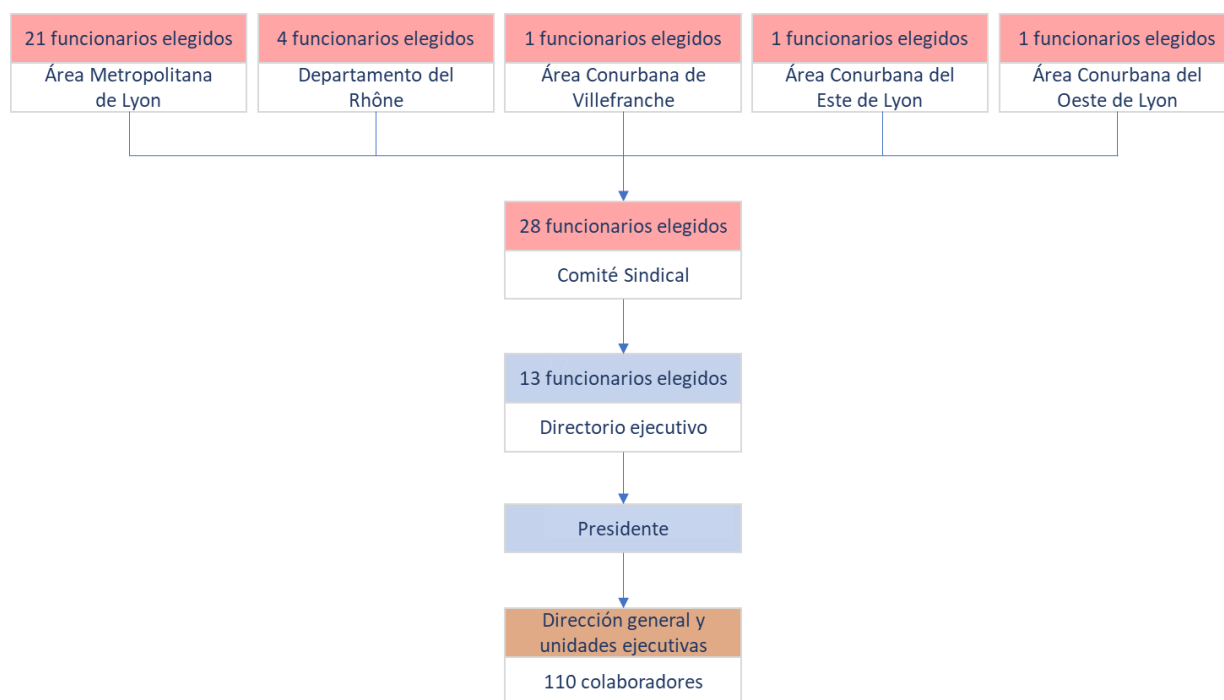 21 funcionarios elegidos
Área Metropolitana
de Lyon
4 funcionarios elegidos
Departamento del
Rhône
1 funcionarios elegidos
Área Conurbana de
Villefranche
1 funcionarios elegidos
Área Conurbana del
Este de Lyon
1 funcionarios elegidos
Área Conurbana del
Oeste de Lyon
28 funcionarios elegidos
Comité Sindical
13 funcionarios elegidos
Directorio ejecutivo
Presidente
Dirección general y
unidades ejecutivas
110 colaboradores